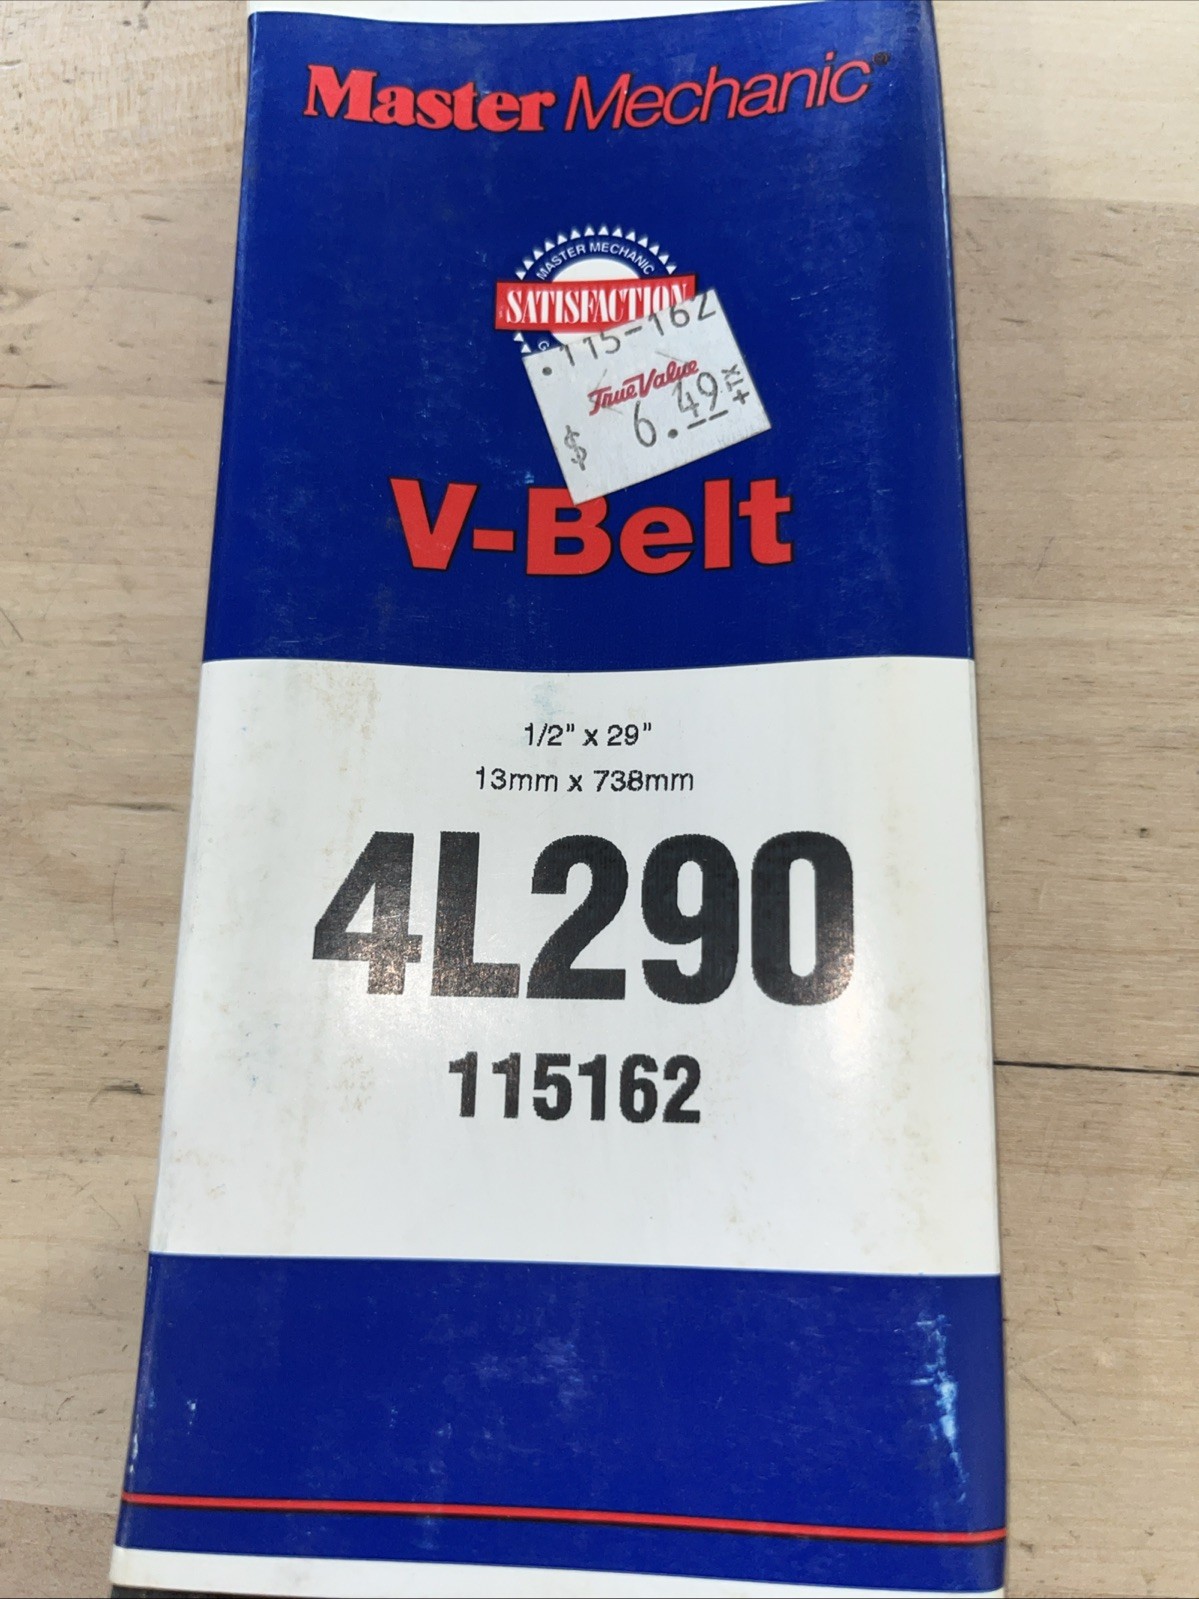 Master Mechanic®
MASTER MECHANIC
SATISFACTION
G
.115-162
True Value
$ 6.49 +TX
V-Belt
1/2" x 29"
13mm x 738mm
4L290
115162